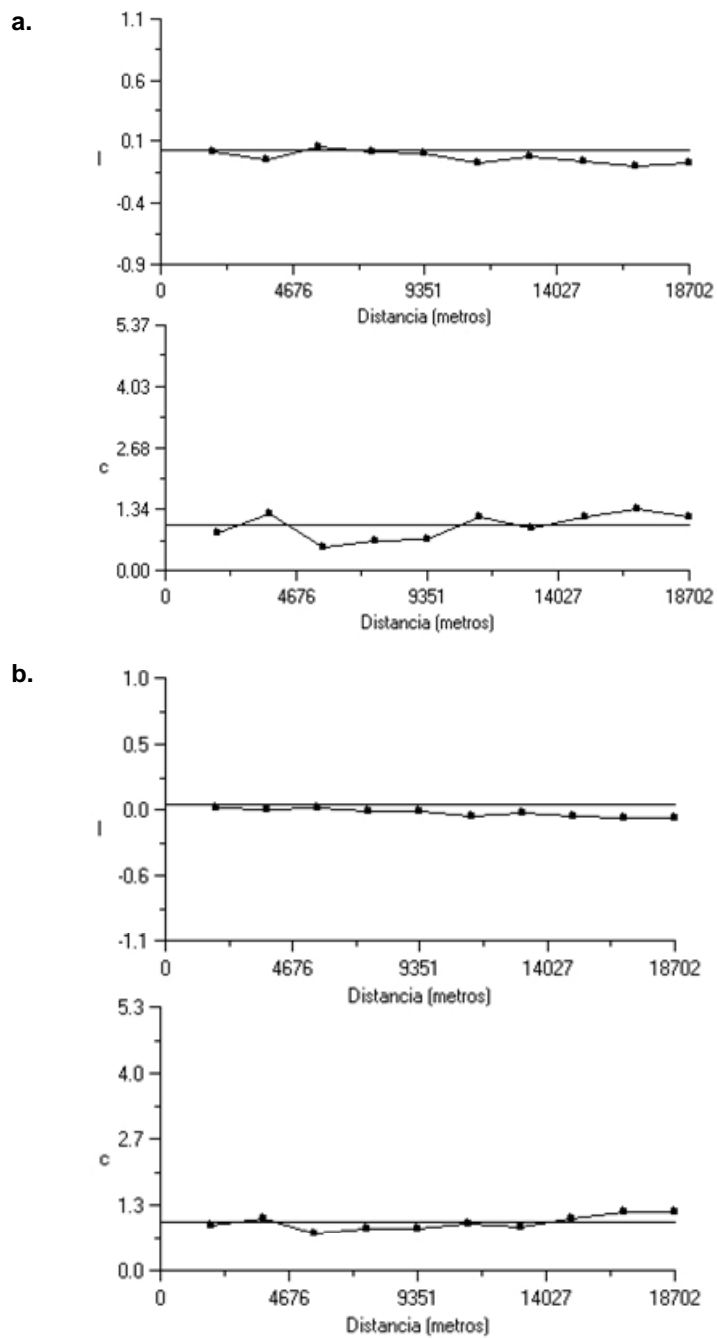 a.
1.1
0.6
0.1
I
-0.4
-0.9
0 4676 9351 14027 18702
Distancia (metros)
5.37
4.03
2.68
c
1.34
0.00
0 4676 9351 14027 18702
Distancia (metros)
b.
1.0
0.5
0.0
I
-0.6
-1.1
0 4676 9351 14027 18702
Distancia (metros)
5.3
4.0
2.7
c
1.3
0.0
0 4676 9351 14027 18702
Distancia (metros)